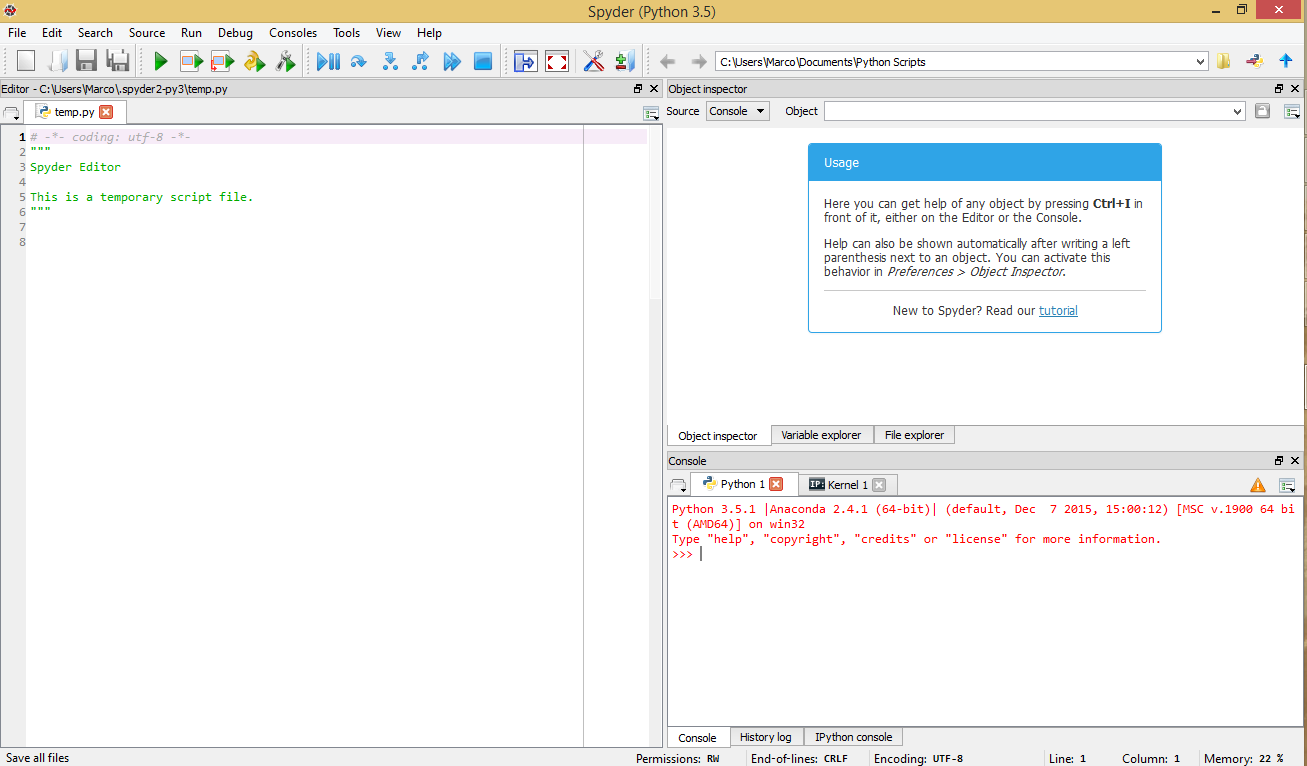 Spyder (Python 3.5)
File Edit Search Source Run Debug Consoles Tools View Help
C:\Users\Marco\Documents\Python Scripts
Editor - C:\Users\Marco\.spyder2-py3\temp.py
temp.py
1 # -*- coding: utf-8 -*-
2 """
3 Spyder Editor
4
5 This is a temporary script file.
6 """
7
8
Object inspector
Source Console Object
Usage
Here you can get help of any object by pressing Ctrl+I in
front of it, either on the Editor or the Console.
Help can also be shown automatically after writing a left
parenthesis next to an object. You can activate this
behavior in Preferences > Object Inspector.
New to Spyder? Read our tutorial
Object inspector Variable explorer File explorer
Console
Python 1 IP: Kernel 1
Python 3.5.1 |Anaconda 2.4.1 (64-bit)| (default, Dec  7 2015, 15:00:12) [MSC v.1900 64 bi
t (AMD64)] on win32
Type "help", "copyright", "credits" or "license" for more information.
>>>
Console History log IPython console
Save all files Permissions: RW End-of-lines: CRLF Encoding: UTF-8 Line: 1 Column: 1 Memory: 22 %